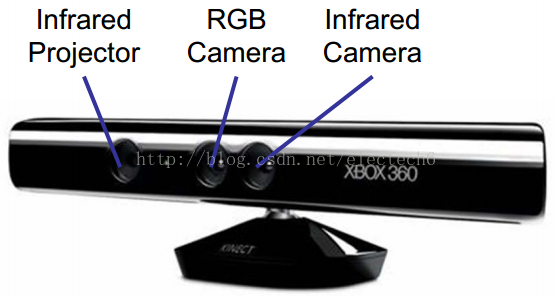 Infrared
Projector
RGB
Camera
Infrared
Camera
http://blog.csdn.net/electech6
XBOX 360
KINECT